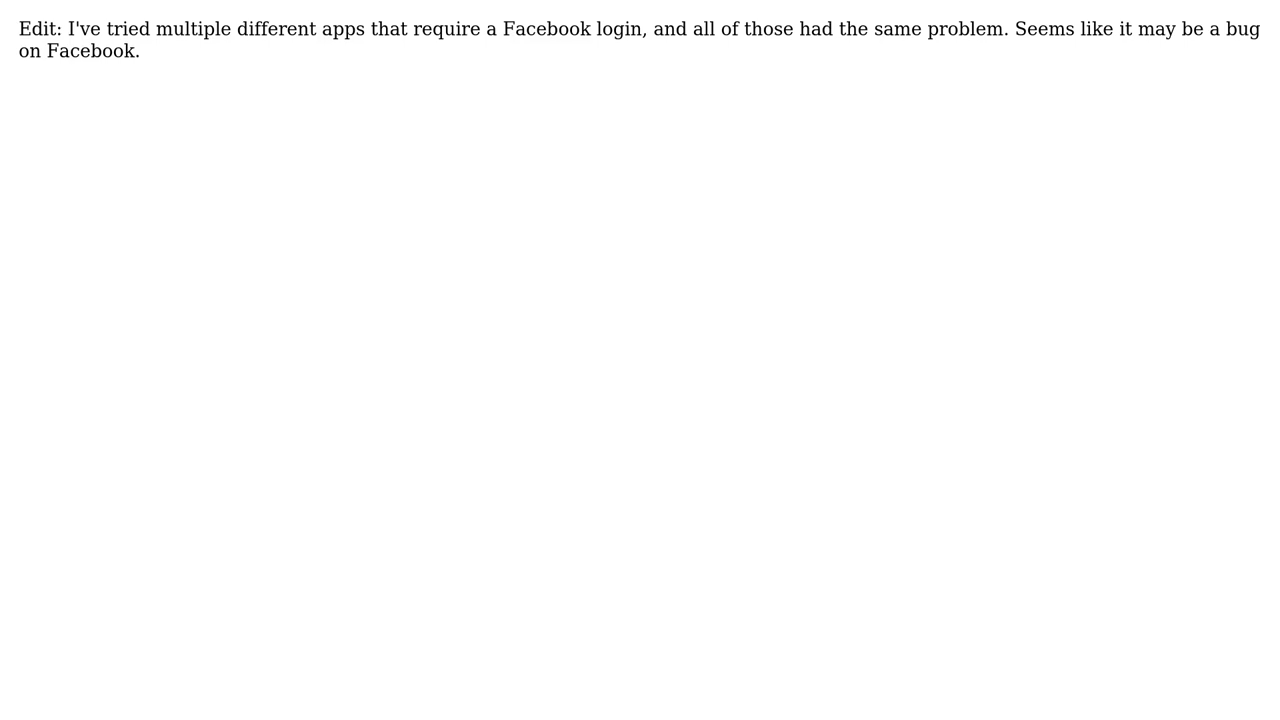 Edit: I've tried multiple different apps that require a Facebook login, and all of those had the same problem. Seems like it may be a bug
on Facebook.